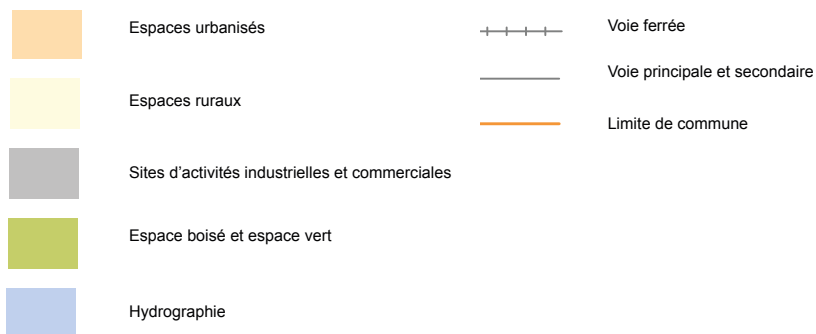 Espaces urbanisés
Espaces ruraux
Sites d’activités industrielles et commerciales
Espace boisé et espace vert
Hydrographie
Voie ferrée
Voie principale et secondaire
Limite de commune